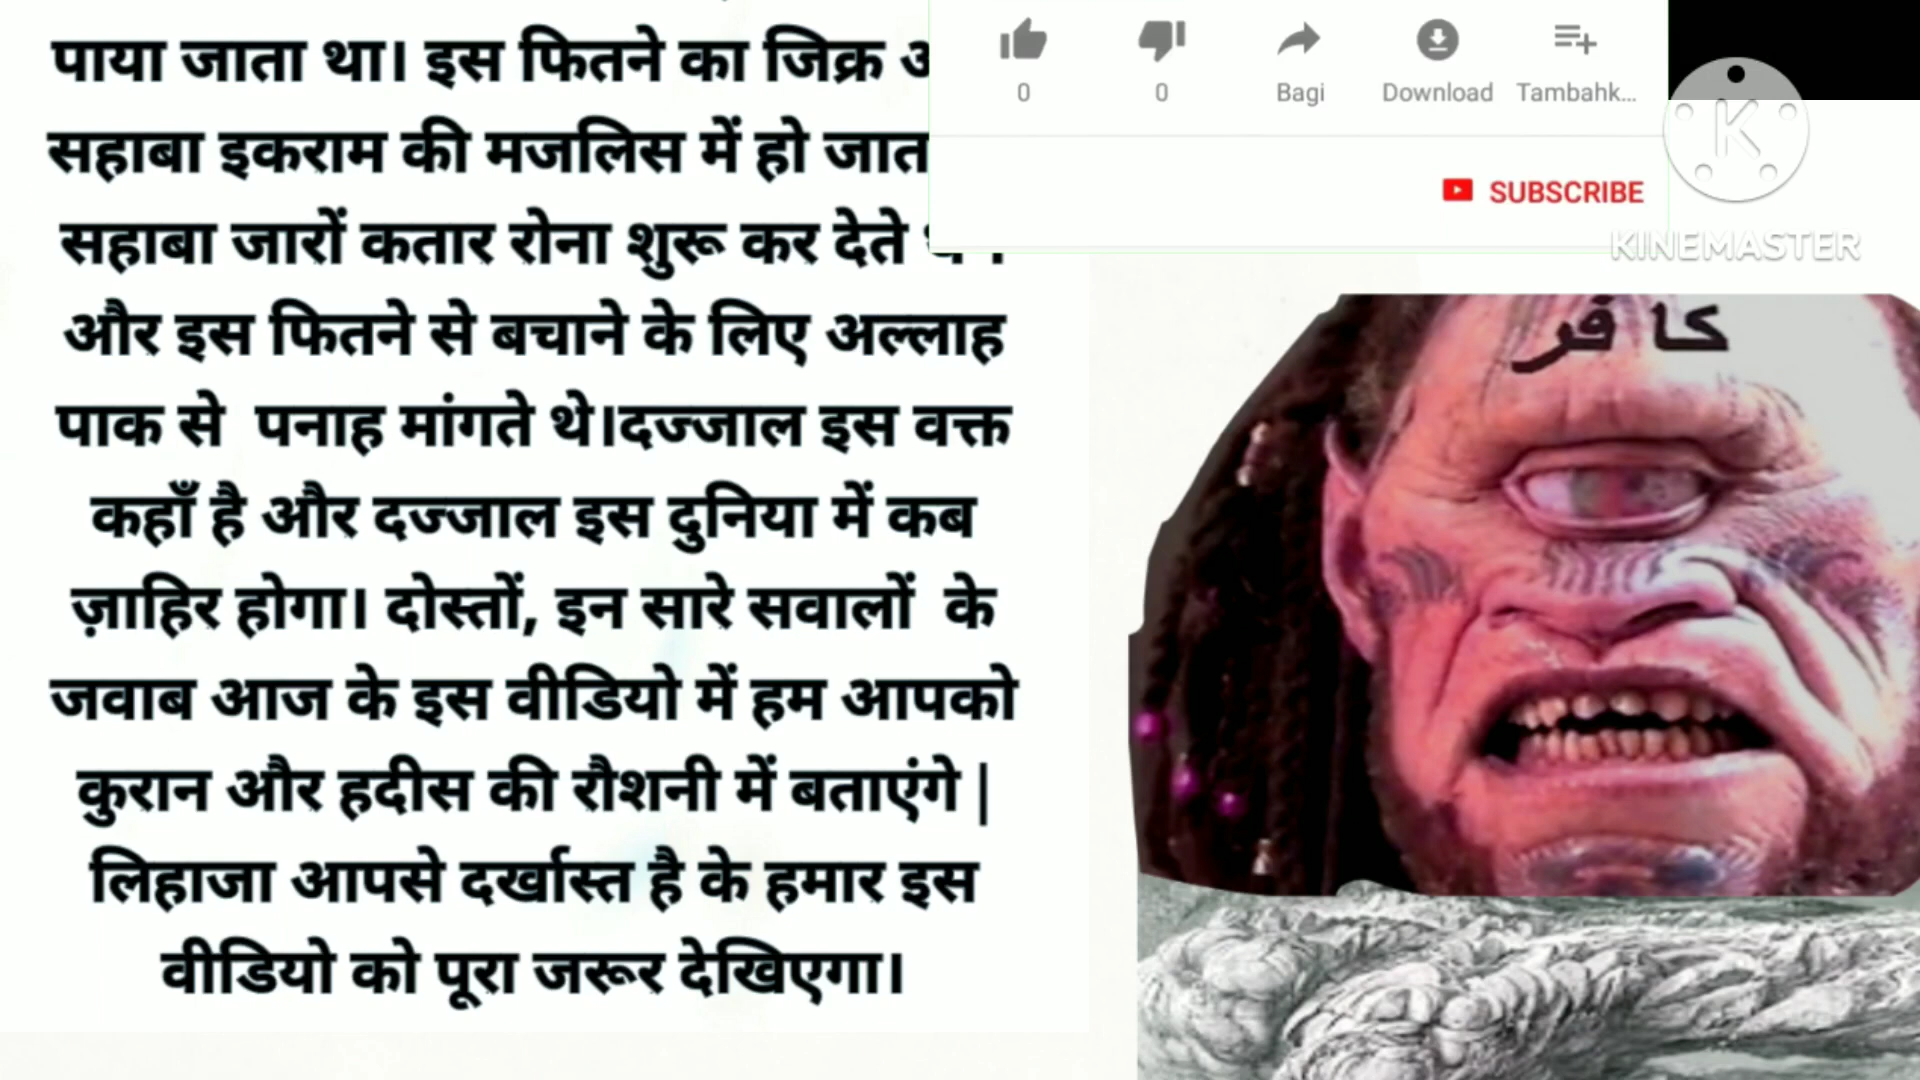 पाया जाता था। इस फितने का जिक्र
सहाबा इकराम की मजलिस में हो
सहाबा जारों कतार रोना शुरू कर देते
और इस फितने से बचाने के लिए अल्लाह
पाक से पनाह मांगते थे।दज्जाल इस वक्त
कहाँ है और दज्जाल इस दुनिया में कब
ज़ाहिर होगा। दोस्तों, इन सारे सवालों के
जवाब आज के इस वीडियो में हम आपको
कुरान और हदीस की रौशनी में बताएंगे |
लिहाजा आपसे दर्खास्त है के हमार इस
वीडियो को पूरा जरूर देखिएगा।
0 0 Bagi Download Tambahk...
SUBSCRIBE
K
KINEMASTER
كافر